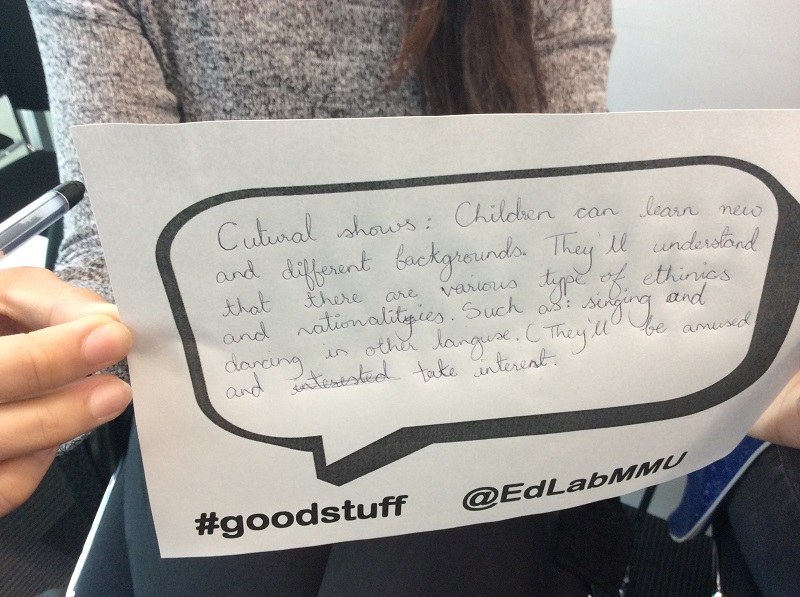 Cutural shows: Children can learn new
and different backgrounds. They'll understand
that there are various type of ethinics
and nationalityies. Such as: singing and
dancing in other languse. (They'll be amused
and interested take interest.
#goodstuff
@EdLabMMU